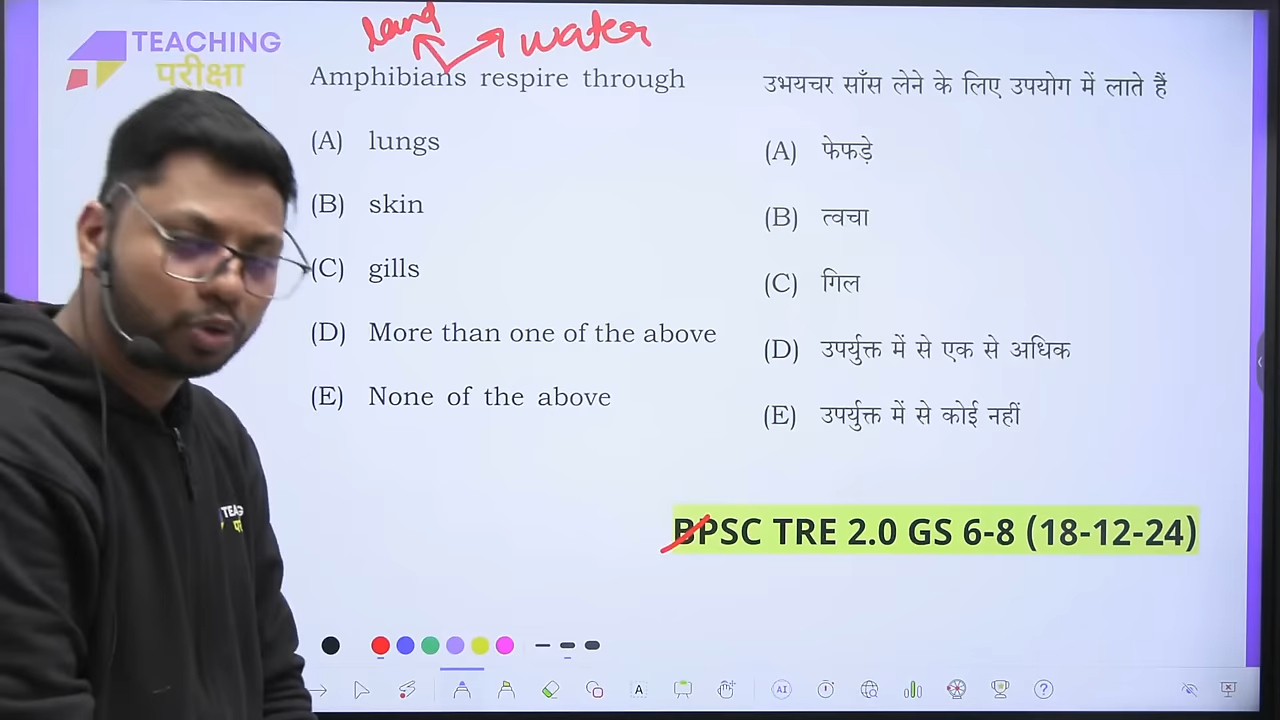 TEACHING
परीक्षा
land
water
Amphibians respire through
(A) lungs
(B) skin
(C) gills
(D) More than one of the above
(E) None of the above
उभयचर साँस लेने के लिए उपयोग में लाते हैं
(A) फेफड़े
(B) त्वचा
(C) गिल
(D) उपर्युक्त में से एक से अधिक
(E) उपर्युक्त में से कोई नहीं
BPSC TRE 2.0 GS 6-8 (18-12-24)
A
AI
?